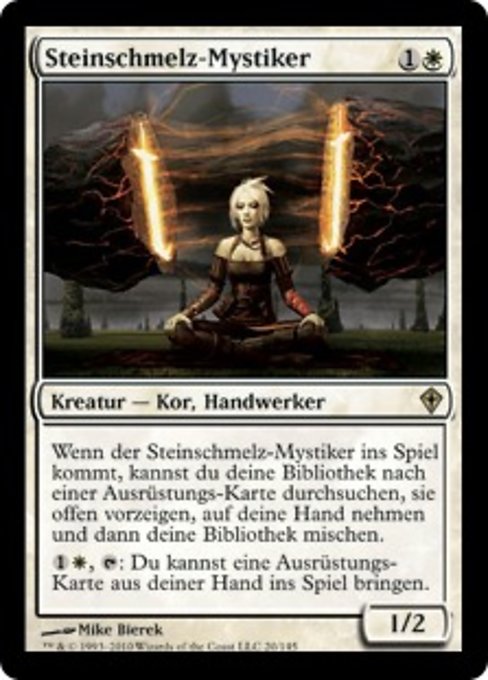 Steinschmelz-Mystiker 1
Kreatur — Kor, Handwerker
Wenn der Steinschmelz-Mystiker ins Spiel
kommt, kannst du deine Bibliothek nach
einer Ausrüstungs-Karte durchsuchen, sie
offen vorzeigen, auf deine Hand nehmen
und dann deine Bibliothek mischen.
1, : Du kannst eine Ausrüstungs-
Karte aus deiner Hand ins Spiel bringen.
1/2
Mike Bierek
™ & © 1993–2010 Wizards of the Coast LLC 20/145